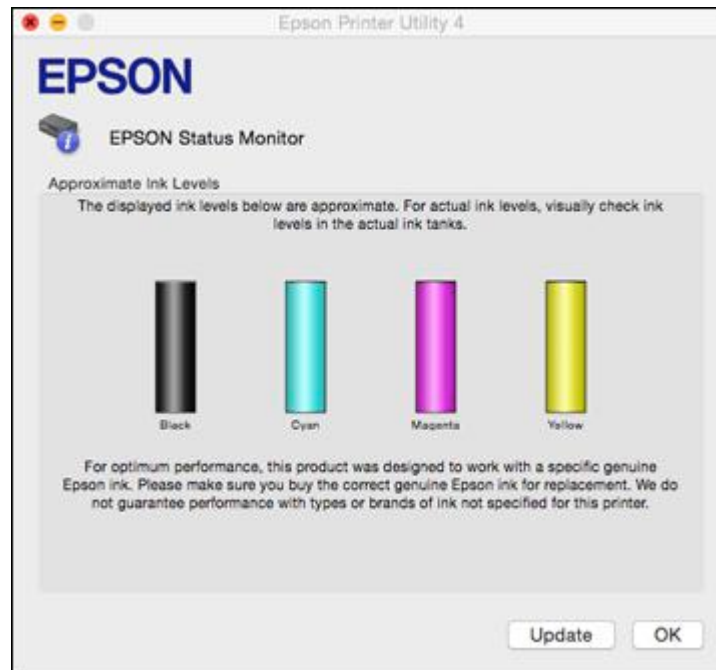 Epson Printer Utility 4
EPSON
EPSON Status Monitor
Approximate Ink Levels
The displayed ink levels below are approximate. For actual ink levels, visually check ink
levels in the actual ink tanks.
Black Cyan Magenta Yellow
For optimum performance, this product was designed to work with a specific genuine
Epson ink. Please make sure you buy the correct genuine Epson ink for replacement. We do
not guarantee performance with types or brands of ink not specified for this printer.
Update OK